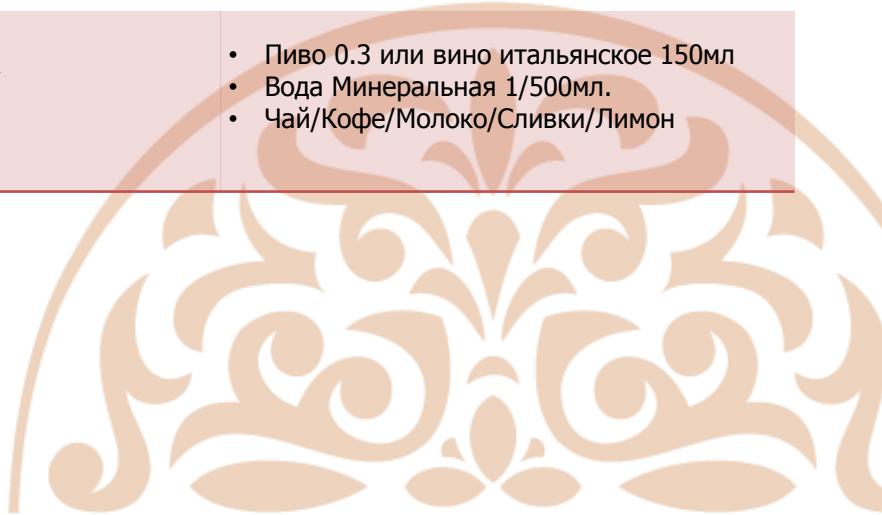 • Пиво 0.3 или вино итальянское 150мл
• Вода Минеральная 1/500мл.
• Чай/Кофе/Молоко/Сливки/Лимон